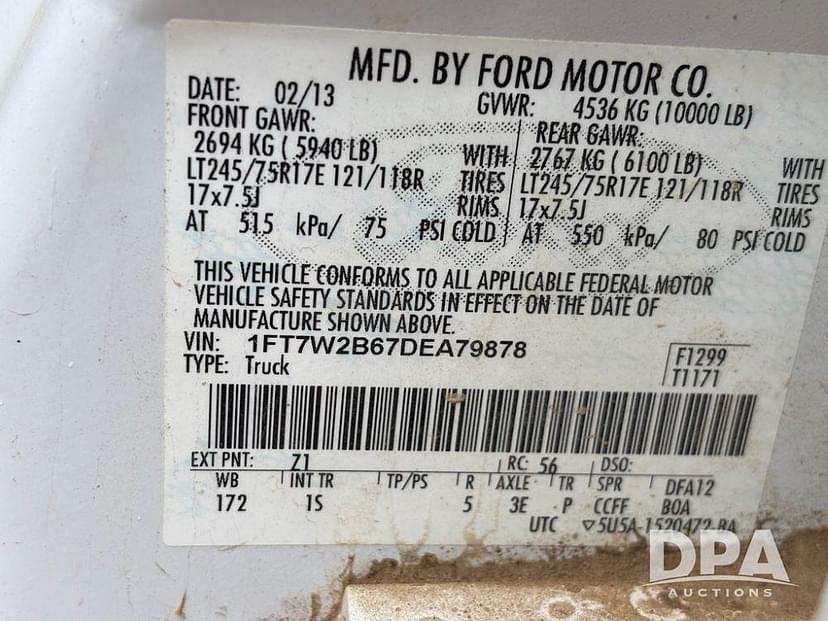 MFD. BY FORD MOTOR CO.
DATE: 02/13 GVWR: 4536 KG (10000 LB)
FRONT GAWR: REAR GAWR:
2694 KG ( 5940 LB) WITH 2767 KG ( 6100 LB) WITH
LT245/75R17E 121/118R TIRES LT245/75R17E 121/118R TIRES
17x7.5J RIMS 17x7.5J RIMS
AT 515 kPa/ 75 PSI COLD AT 550 kPa/ 80 PSI COLD
THIS VEHICLE CONFORMS TO ALL APPLICABLE FEDERAL MOTOR
VEHICLE SAFETY STANDARDS IN EFFECT ON THE DATE OF
MANUFACTURE SHOWN ABOVE.
VIN: 1FT7W2B67DEA79878
TYPE: Truck
F1299
T1171
EXT PNT: Z1 RC: 56 DSO:
WB INT TR TP/PS R AXLE TR SPR DFA12
172 1S 5 3E P CCFF BOA
UTC ▽5U5A-1520472-BA
DPA
AUCTIONS